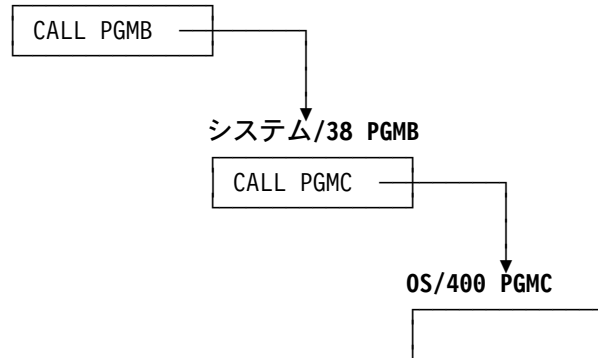 CALL PGMB
システム/38 PGMB
CALL PGMC
OS/400 PGMC